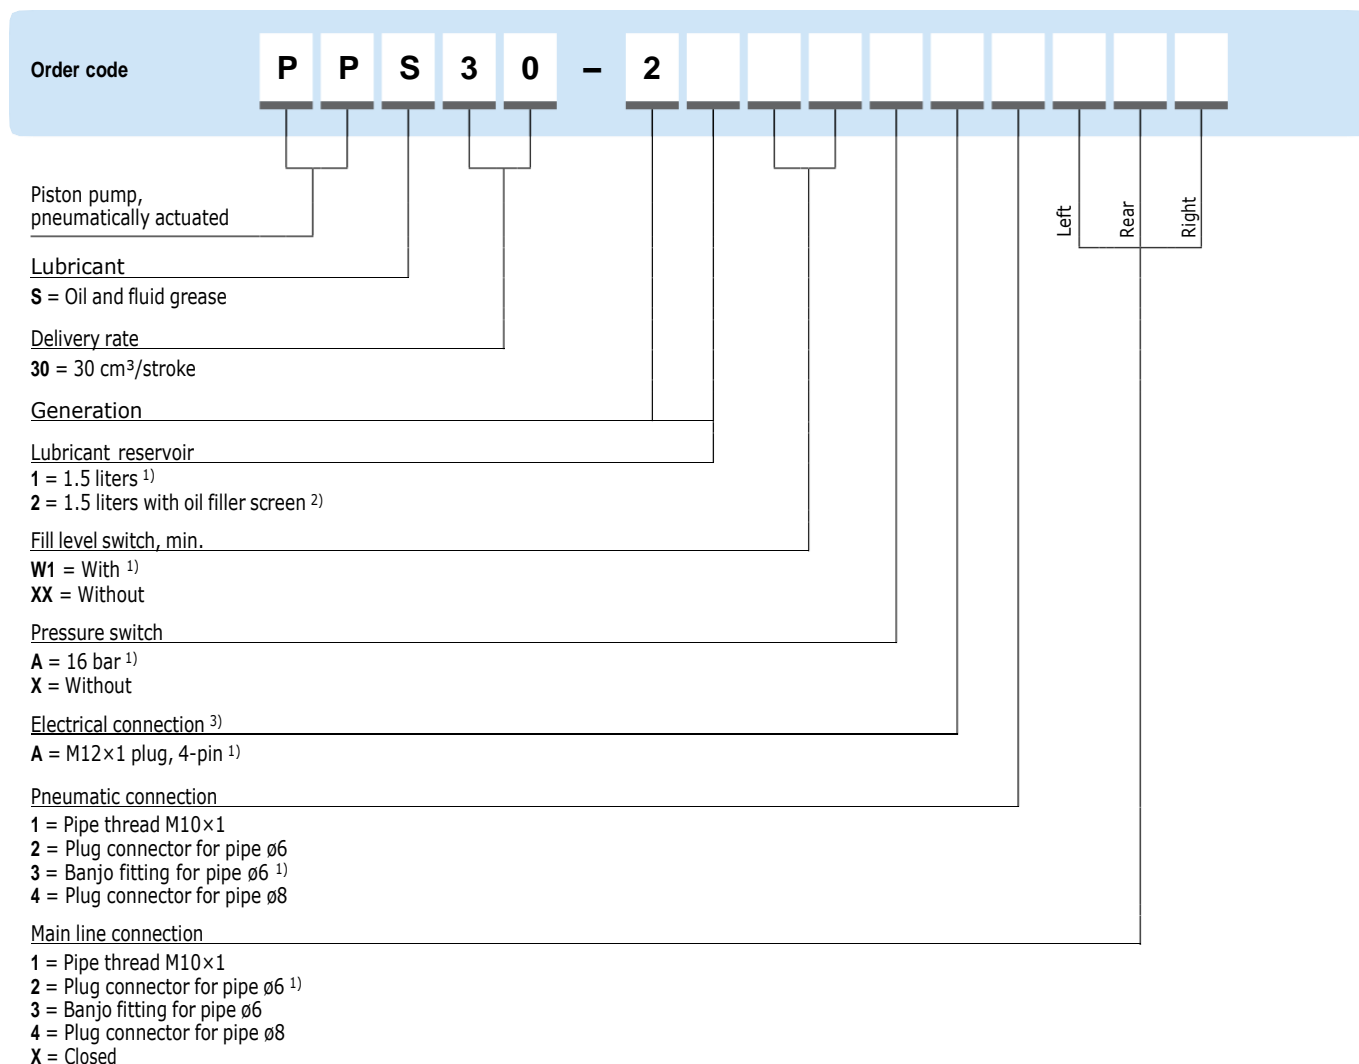 Order code P P S 3 0 – 2
Piston pump,
pneumatically actuated
Left
Rear
Right
Lubricant
S = Oil and fluid grease
Delivery rate
30 = 30 cm³/stroke
Generation
Lubricant reservoir
1 = 1.5 liters 1)
2 = 1.5 liters with oil filler screen 2)
Fill level switch, min.
W1 = With 1)
XX = Without
Pressure switch
A = 16 bar 1)
X = Without
Electrical connection 3)
A = M12×1 plug, 4-pin 1)
Pneumatic connection
1 = Pipe thread M10×1
2 = Plug connector for pipe ø6
3 = Banjo fitting for pipe ø6 1)
4 = Plug connector for pipe ø8
Main line connection
1 = Pipe thread M10×1
2 = Plug connector for pipe ø6 1)
3 = Banjo fitting for pipe ø6
4 = Plug connector for pipe ø8
X = Closed